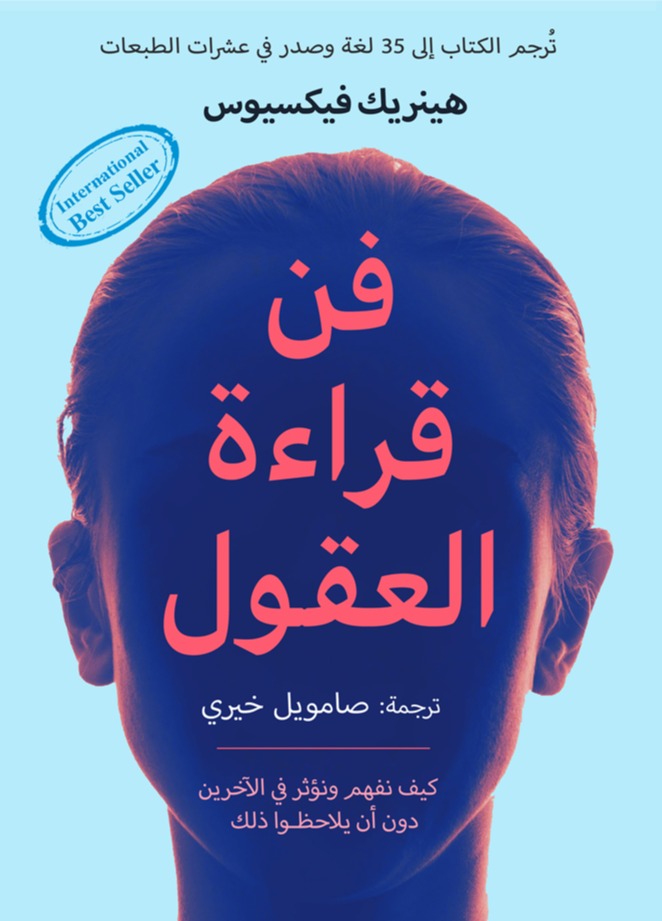 تُرجم الكتاب إلى 35 لغة وصدر في عشرات الطبعات
هينريك فيكسيوس
International
Best Seller
فن
قراءة
العقول
ترجمة: صامويل خيري
كيف نفهم ونؤثر في الآخرين
دون أن يلاحظـوا ذلك